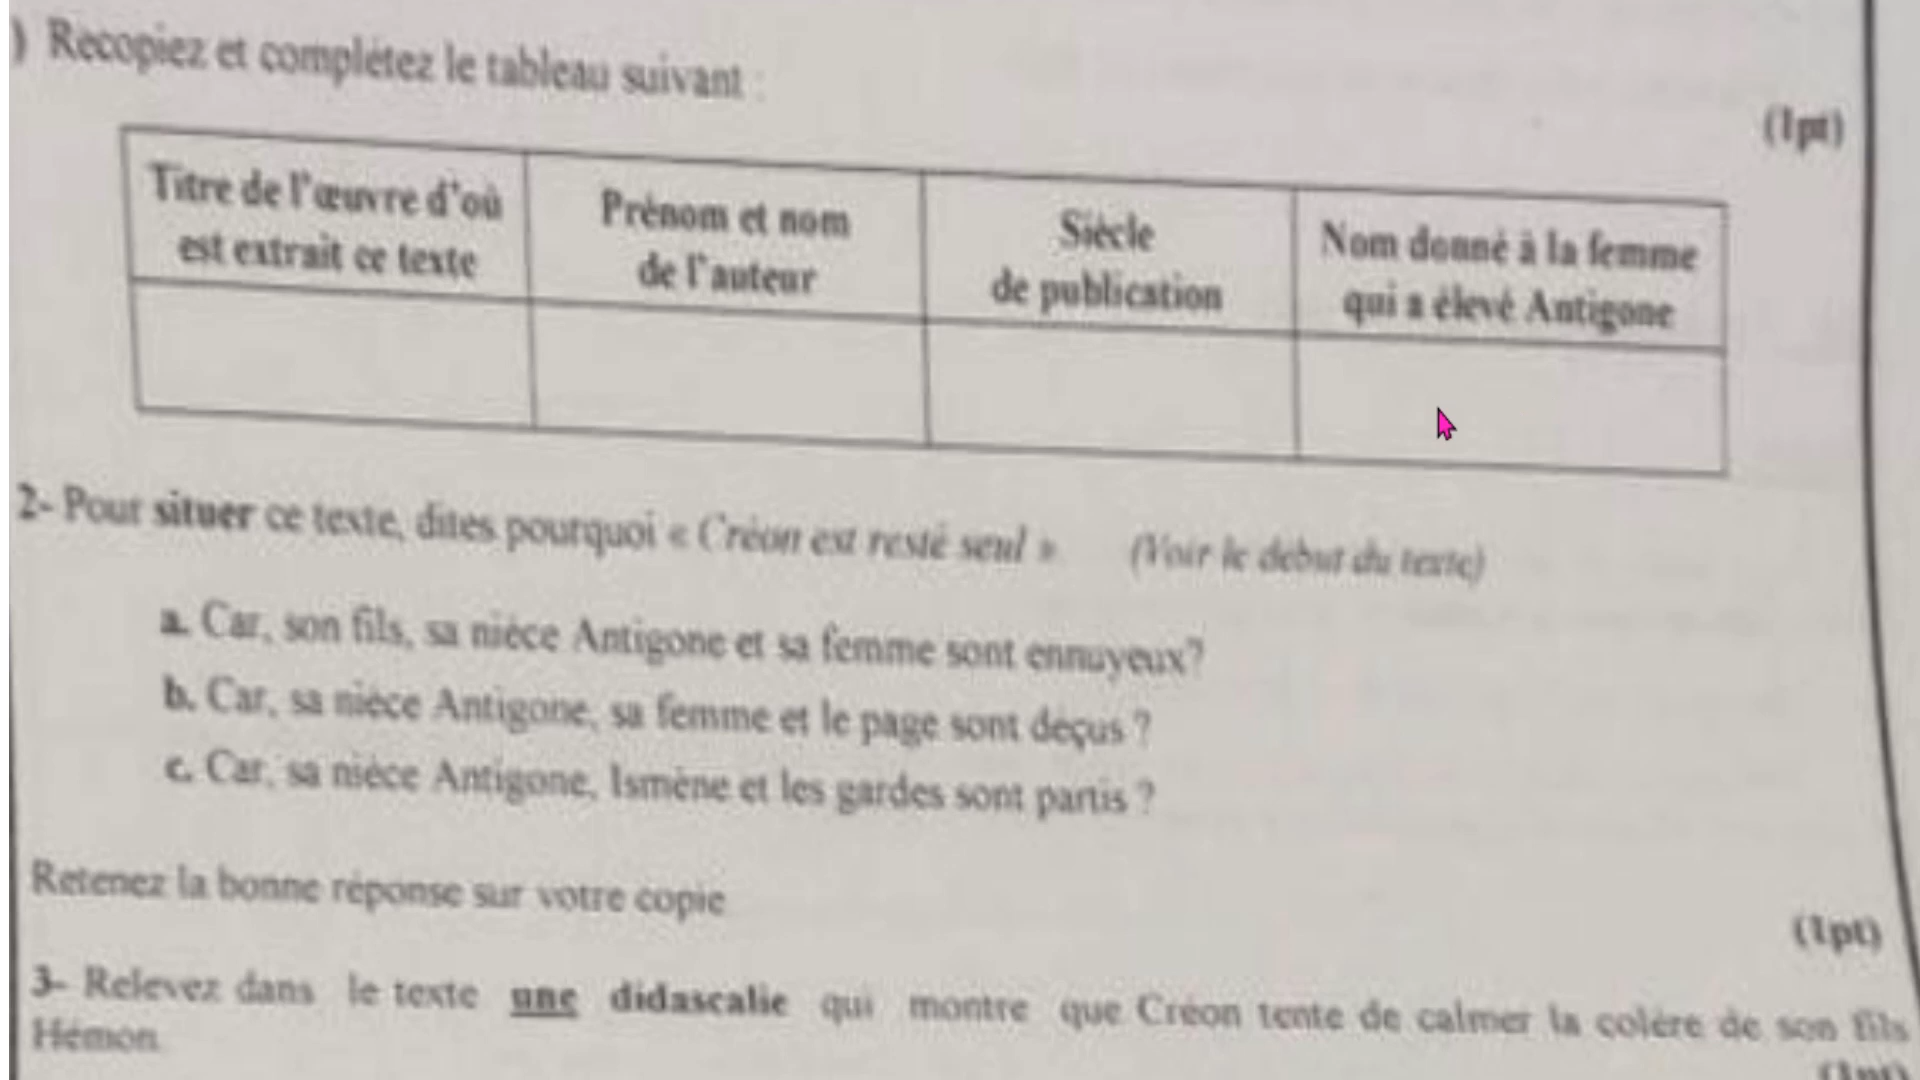 ) Recopiez et complétez le tableau suivant :
(1pt)
Titre de l'œuvre d'où est extrait ce texte
Prénom et nom de l'auteur
Siècle de publication
Nom donné à la femme qui a élevé Antigone
2- Pour situer ce texte, dites pourquoi « Créon est resté seul » (Voir le début du texte)
a. Car, son fils, sa nièce Antigone et sa femme sont ennuyeux?
b. Car, sa nièce Antigone, sa femme et le page sont déçus ?
c. Car, sa nièce Antigone, Ismène et les gardes sont partis ?
Retenez la bonne réponse sur votre copie
(1pt)
3- Relevez dans le texte une didascalie qui montre que Créon tente de calmer la colère de son fils
Hémon
(1pt)